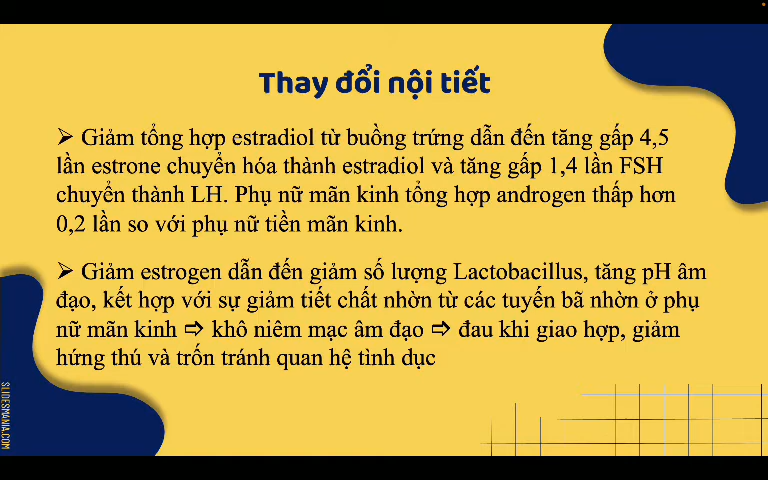 Thay đổi nội tiết
➢ Giảm tổng hợp estradiol từ buồng trứng dẫn đến tăng gấp 4,5
lần estrone chuyển hóa thành estradiol và tăng gấp 1,4 lần FSH
chuyển thành LH. Phụ nữ mãn kinh tổng hợp androgen thấp hơn
0,2 lần so với phụ nữ tiền mãn kinh.
➢ Giảm estrogen dẫn đến giảm số lượng Lactobacillus, tăng pH âm
đạo, kết hợp với sự giảm tiết chất nhờn từ các tuyến bã nhờn ở phụ
nữ mãn kinh ⇨ khô niêm mạc âm đạo ⇨ đau khi giao hợp, giảm
hứng thú và trốn tránh quan hệ tình dục
SLIDESMANIA.COM